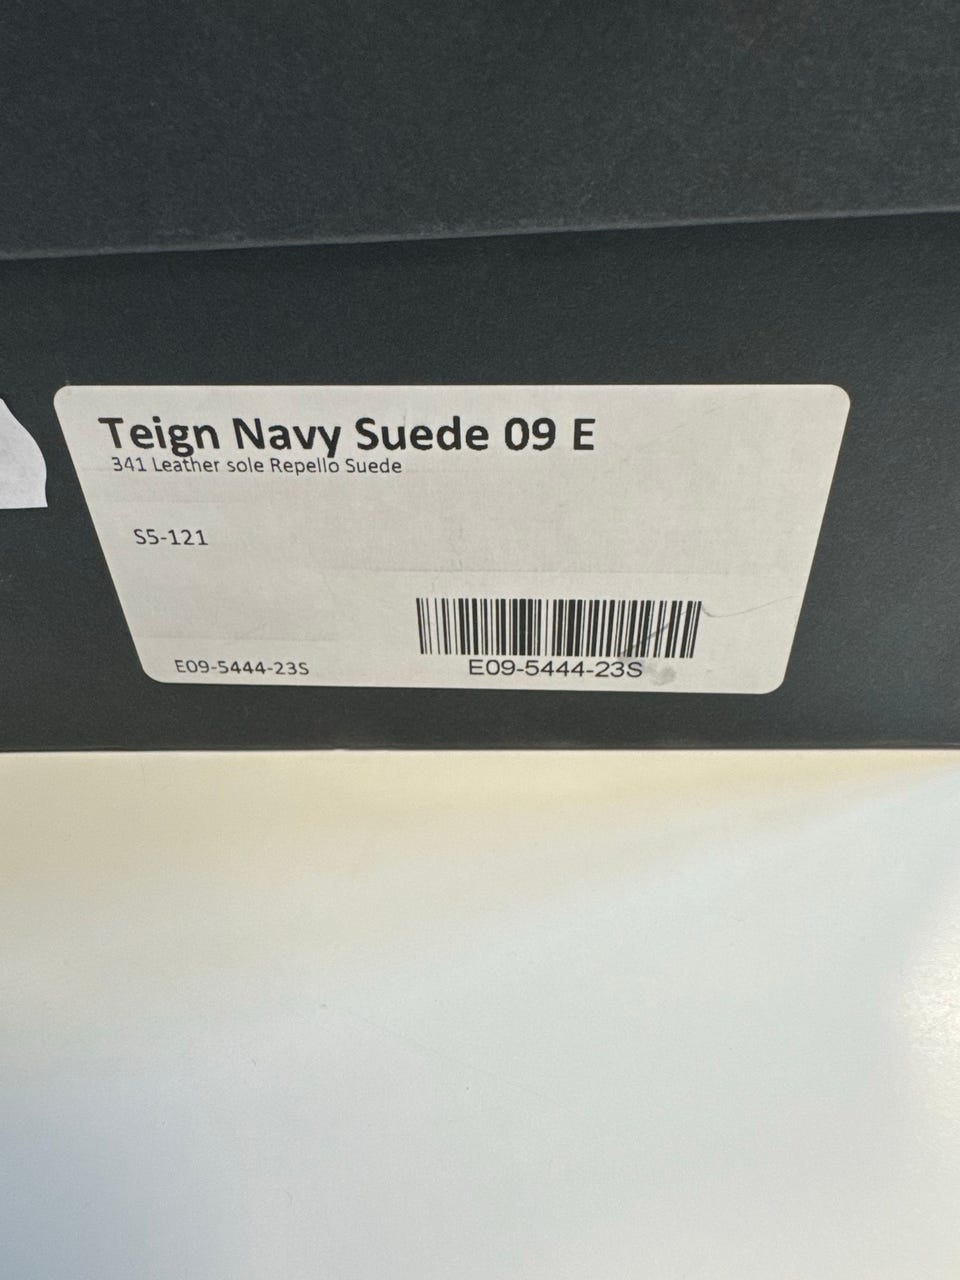 Teign Navy Suede 09 E
341 Leather sole Repello Suede
S5-121
E09-5444-23S
E09-5444-23S